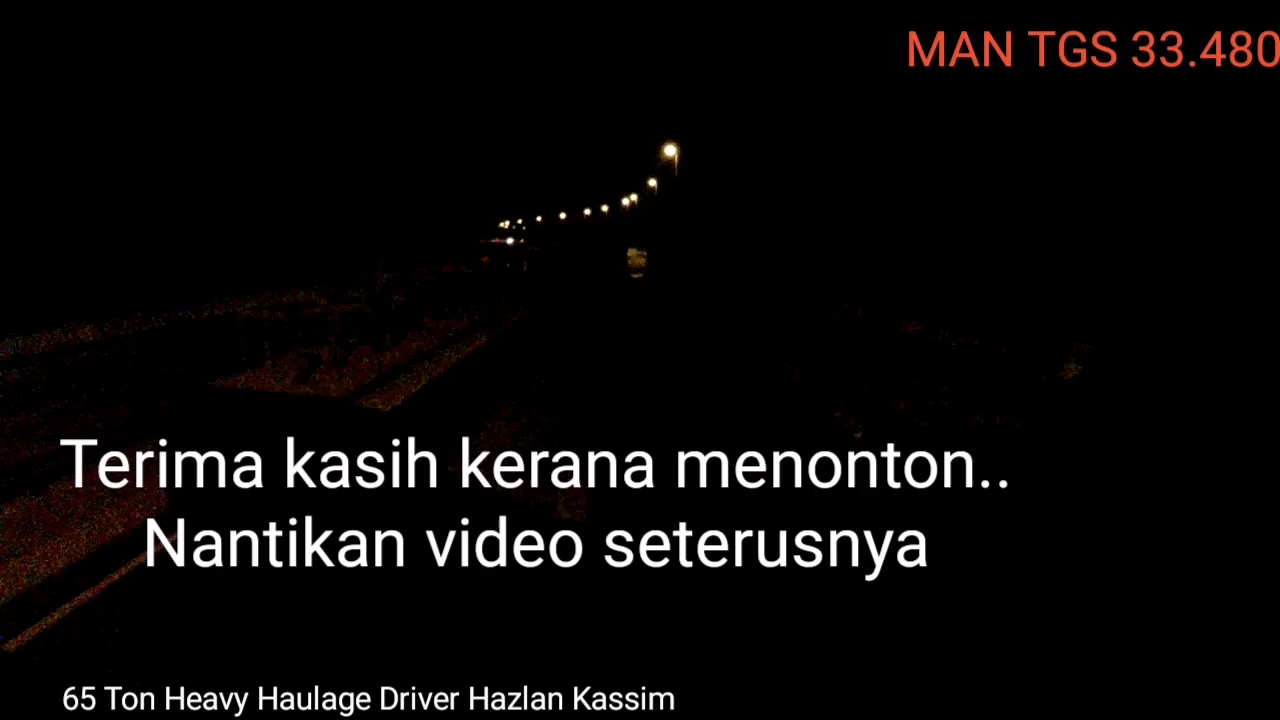 MAN TGS 33.480
Terima kasih kerana menonton..
Nantikan video seterusnya
65 Ton Heavy Haulage Driver Hazlan Kassim